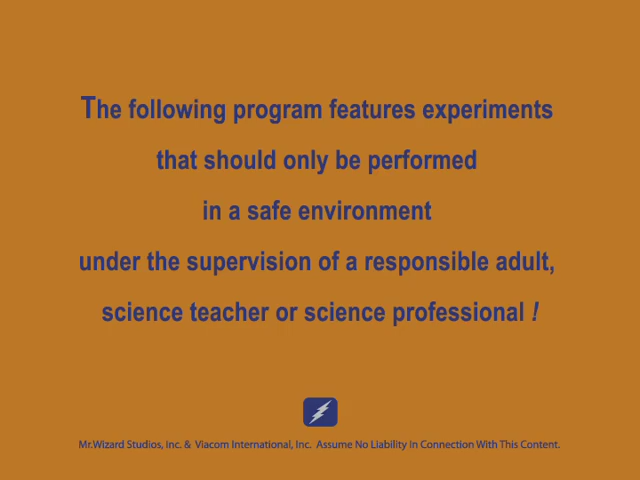 The following program features experiments
that should only be performed
in a safe environment
under the supervision of a responsible adult,
science teacher or science professional !
Mr.Wizard Studios, Inc. & Viacom International, Inc. Assume No Liability In Connection With This Content.